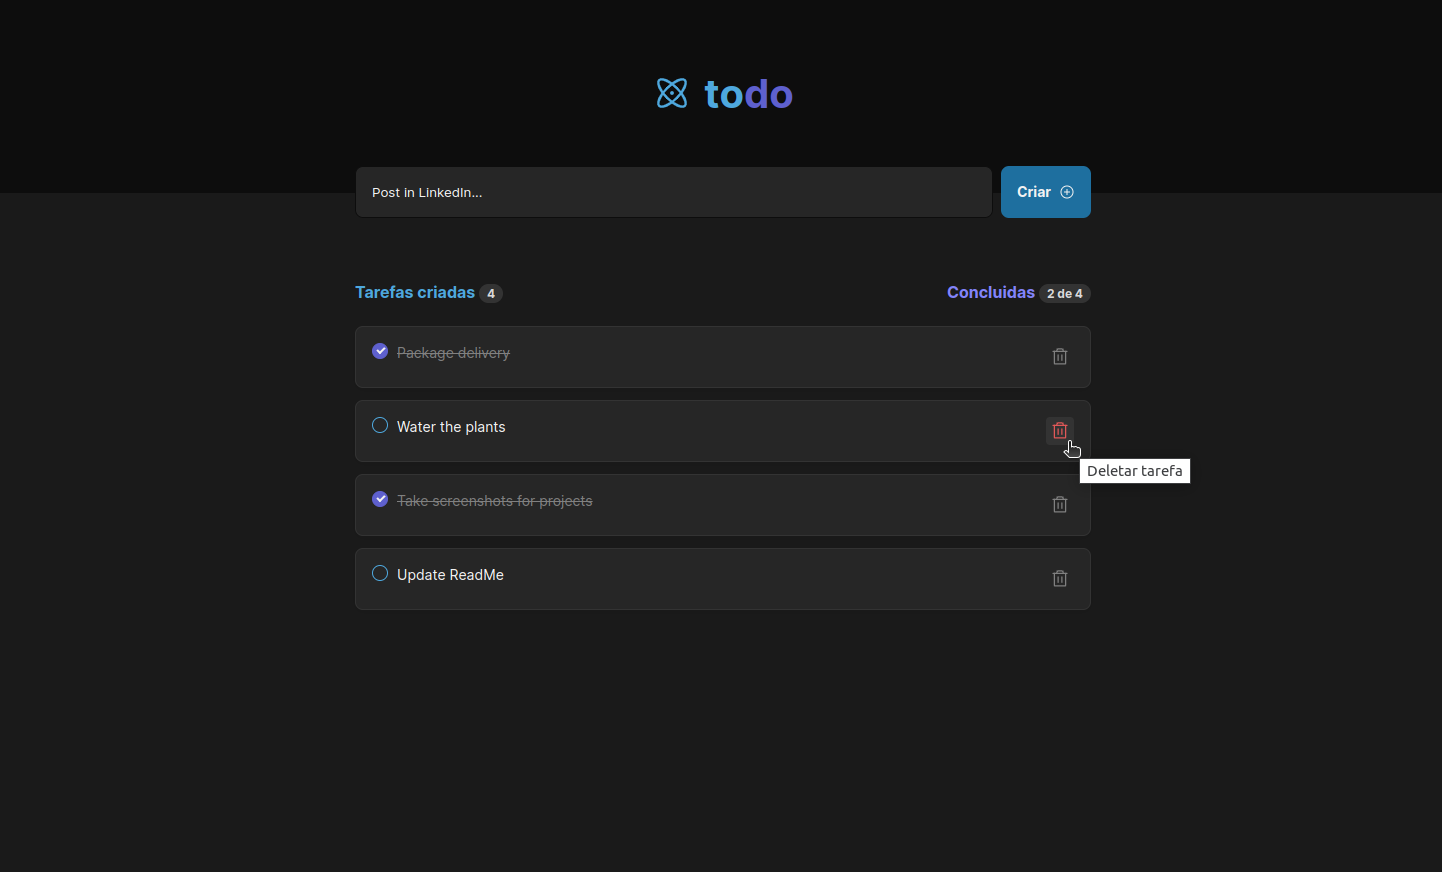 todo
Post in LinkedIn...
Criar
Tarefas criadas 4
Concluidas 2 de 4
Package delivery
Water the plants
Deletar tarefa
Take screenshots for projects
Update ReadMe